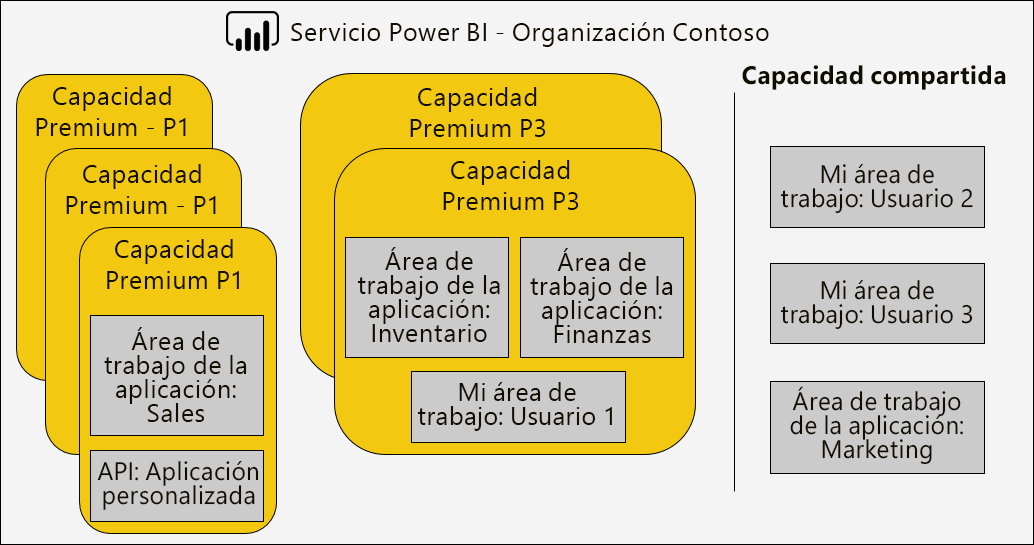 Servicio Power BI - Organización Contoso
Capacidad
Premium - P1
Capacidad
Premium - P1
Capacidad
Premium P1
Área de
trabajo de la
aplicación:
Sales
API: Aplicación
personalizada
Capacidad
Premium P3
Capacidad
Premium P3
Área de
trabajo de la
aplicación:
Inventario
Área de
trabajo de la
aplicación:
Finanzas
Mi área de
trabajo: Usuario 1
Capacidad compartida
Mi área de
trabajo: Usuario 2
Mi área de
trabajo: Usuario 3
Área de trabajo
de la aplicación:
Marketing